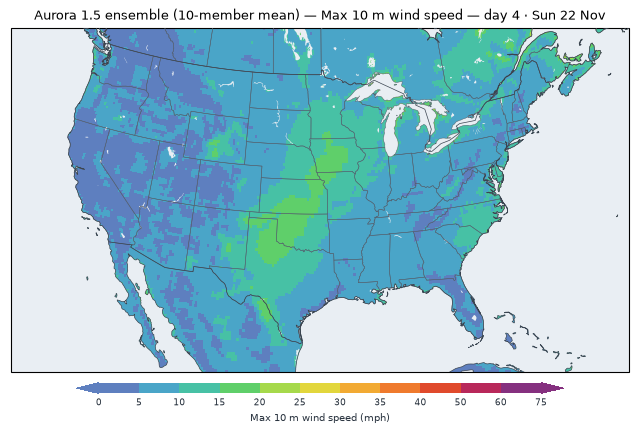 Aurora 1.5 ensemble (10-member mean) — Max 10 m wind speed — day 4 · Sun 22 Nov
0 5 10 15 20 25 30 35 40 50 60 75
Max 10 m wind speed (mph)